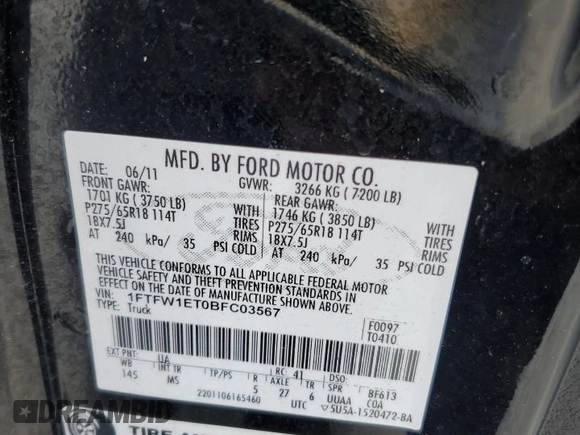 MFD. BY FORD MOTOR CO.
DATE: 06/11 GVWR: 3266 KG ( 7200 LB)
FRONT GAWR: REAR GAWR:
1701 KG ( 3750 LB) WITH 1746 KG ( 3850 LB) WITH
P275/65R18 114T TIRES P275/65R18 114T TIRES
18X7.5J RIMS 18X7.5J RIMS
AT 240 kPa/ 35 PSI COLD AT 240 kPa/ 35 PSI COLD
THIS VEHICLE CONFORMS TO ALL APPLICABLE FEDERAL MOTOR
VEHICLE SAFETY AND THEFT PREVENTION STANDARDS IN
EFFECT ON THE DATE OF MANUFACTURE SHOWN ABOVE.
VIN: 1FTFW1ET0BFC03567
TYPE: Truck
F0097
T0410
EXT PNT: UA RC: 41 DSO:
WB INT TR TP/PS R AXLE TR BF613
145 MS 5 27 6 UUAA COA
2201106165460 UTC 5U5A-1520472-BA
DREAMBID